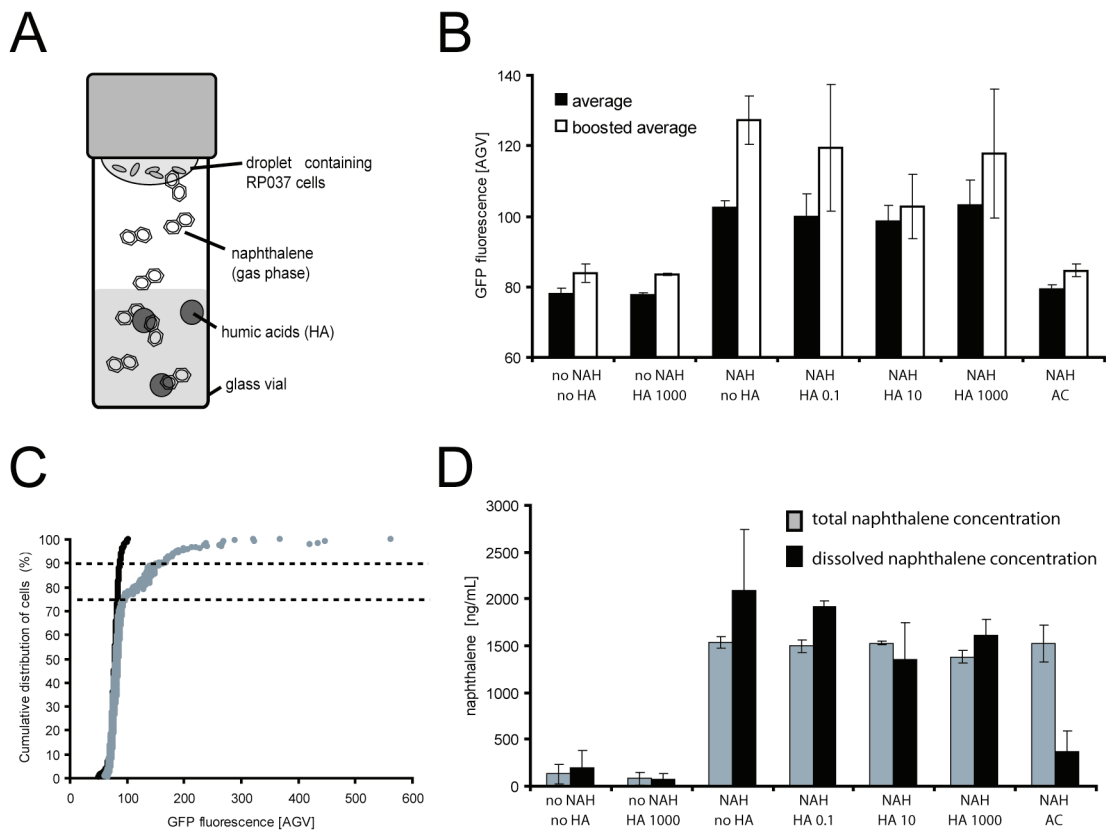 A
droplet containing
RP037 cells
naphthalene
(gas phase)
humic acids (HA)
glass vial
B
GFP fluorescence [AGV]
140
120
100
80
60
average
boosted average
no NAH
no HA
no NAH
HA 1000
NAH
no HA
NAH
HA 0.1
NAH
HA 10
NAH
HA 1000
NAH
AC
C
Cumulative distribution of cells (%)
100
90
80
70
60
50
40
30
20
10
0
0 100 200 300 400 500 600
GFP fluorescence [AGV]
D
naphthalene [ng/mL]
3000
2500
2000
1500
1000
500
0
total naphthalene concentration
dissolved naphthalene concentration
no NAH
no HA
no NAH
HA 1000
NAH
no HA
NAH
HA 0.1
NAH
HA 10
NAH
HA 1000
NAH
AC